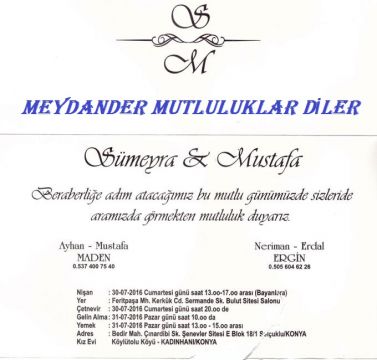 S
M
MEYDANDER MUTLULUKLAR DİLER
Sümeyra & Mustafa
Beraberliğe adım atacağımız bu mutlu günümüzde sizleride
aramızda görmekten mutluluk duyarız.
Ayhan - Mustafa
MADEN
0.537 400 75 40
Neriman - Erdal
ERGİN
0.505 604 62 26
Nişan : 30-07-2016 Cumartesi günü saat 13.oo-17.oo arası (Bayanlara)
Yer : Feritpaşa Mh. Kerkük Cd. Sermande Sk. Bulut Sitesi Salonu
Çetnevir : 30-07-2016 Cumartesi günü saat 20.oo de
Gelin Alma : 31-07-2016 Pazar günü saat 10.oo da
Yemek : 31-07-2016 Pazar günü saat 13.oo - 15.oo arası
Adres : Bedir Mah. Çınardibi Sk. Şenevler Sitesi E Blok 18/1 Selçuklu/KONYA
Kız Evi : Köylütolu Köyü - KADINHANI/KONYA